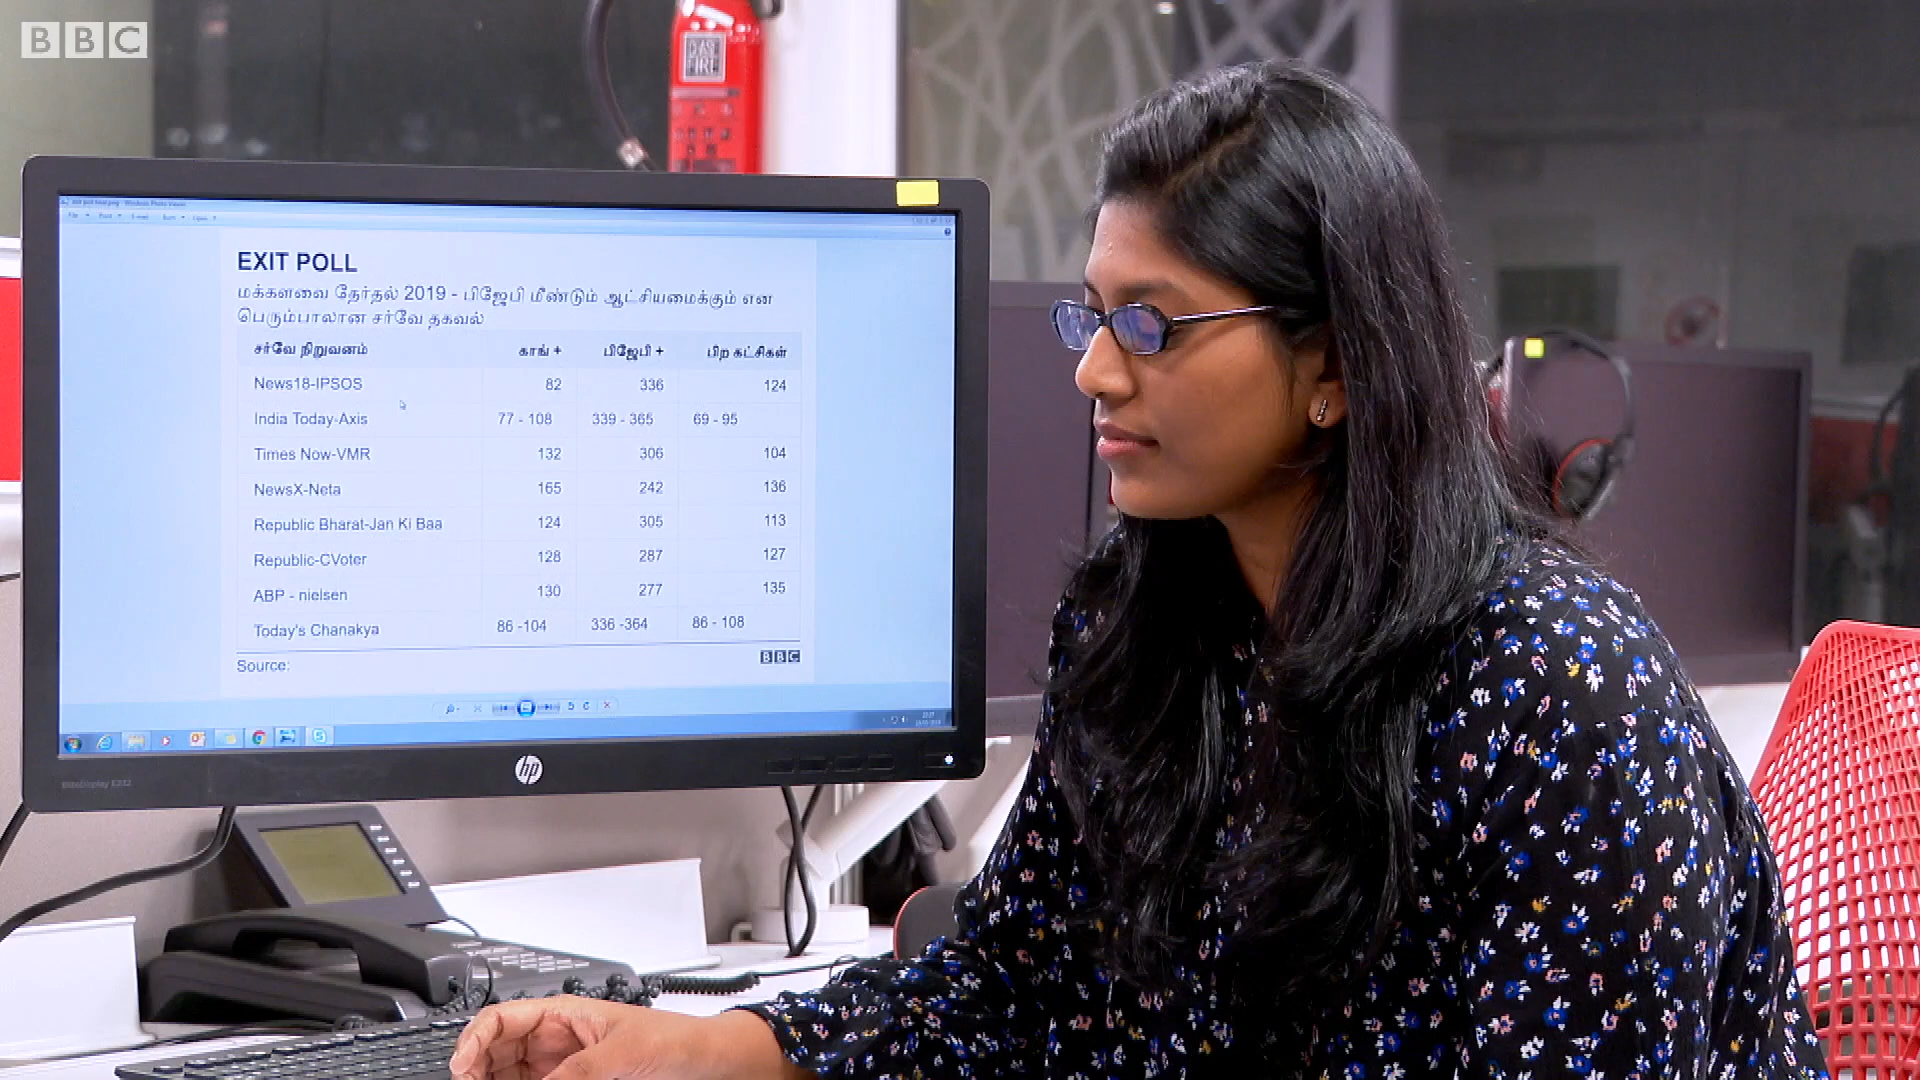 BBC
EXIT POLL
மக்களவை தேர்தல் 2019 - பிஜேபி மீண்டும் ஆட்சியமைக்கும் என
பெரும்பாலான சர்வே தகவல்
சர்வே நிறுவனம் காங் + பிஜேபி + பிற கட்சிகள்
News18-IPSOS 82 336 124
India Today-Axis 77 - 108 339 - 365 69 - 95
Times Now-VMR 132 306 104
NewsX-Neta 165 242 136
Republic Bharat-Jan Ki Baa 124 305 113
Republic-CVoter 128 287 127
ABP - nielsen 130 277 135
Today's Chanakya 86 -104 336 -364 86 - 108
Source: BBC
hp